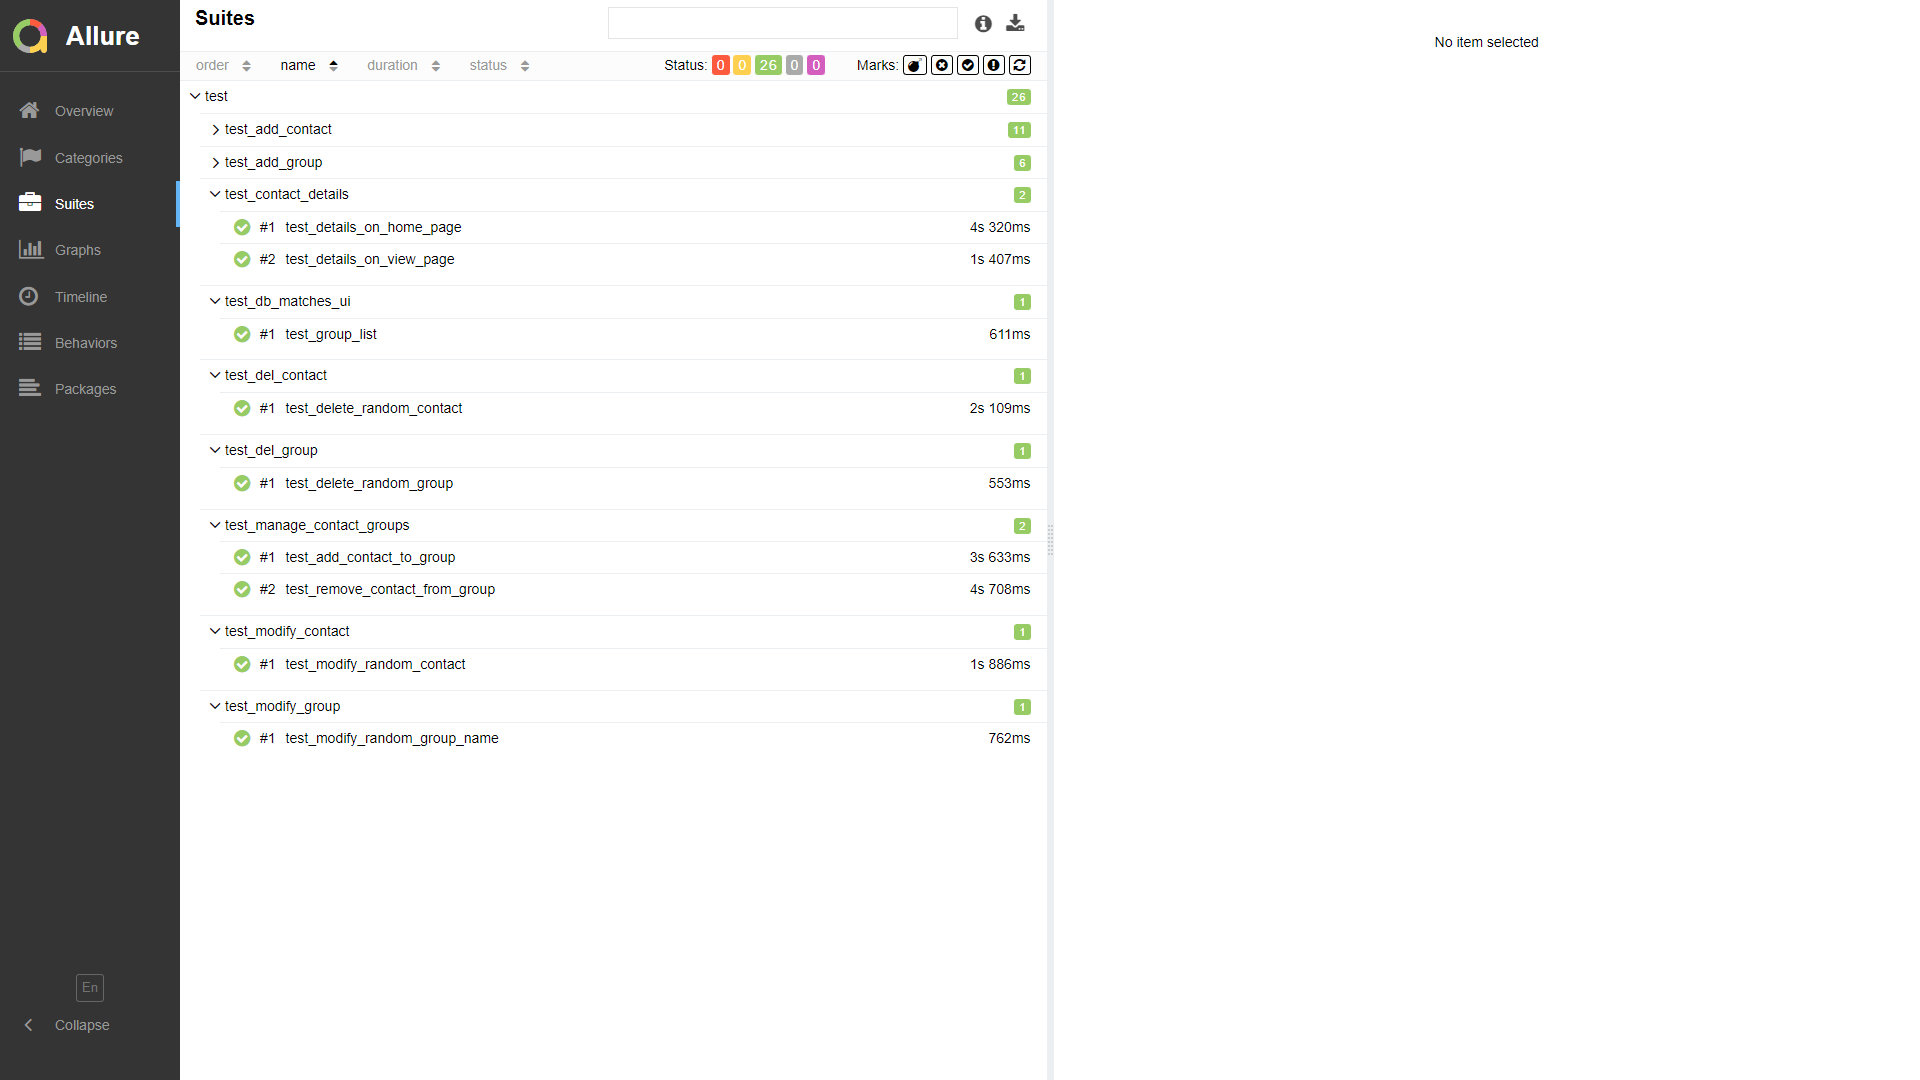 Allure
Overview
Categories
Suites
Graphs
Timeline
Behaviors
Packages
En
Collapse
Suites
order name duration status Status: 0 0 26 0 0 Marks:
test 26
test_add_contact 11
test_add_group 6
test_contact_details 2
#1 test_details_on_home_page 4s 320ms
#2 test_details_on_view_page 1s 407ms
test_db_matches_ui 1
#1 test_group_list 611ms
test_del_contact 1
#1 test_delete_random_contact 2s 109ms
test_del_group 1
#1 test_delete_random_group 553ms
test_manage_contact_groups 2
#1 test_add_contact_to_group 3s 633ms
#2 test_remove_contact_from_group 4s 708ms
test_modify_contact 1
#1 test_modify_random_contact 1s 886ms
test_modify_group 1
#1 test_modify_random_group_name 762ms
No item selected